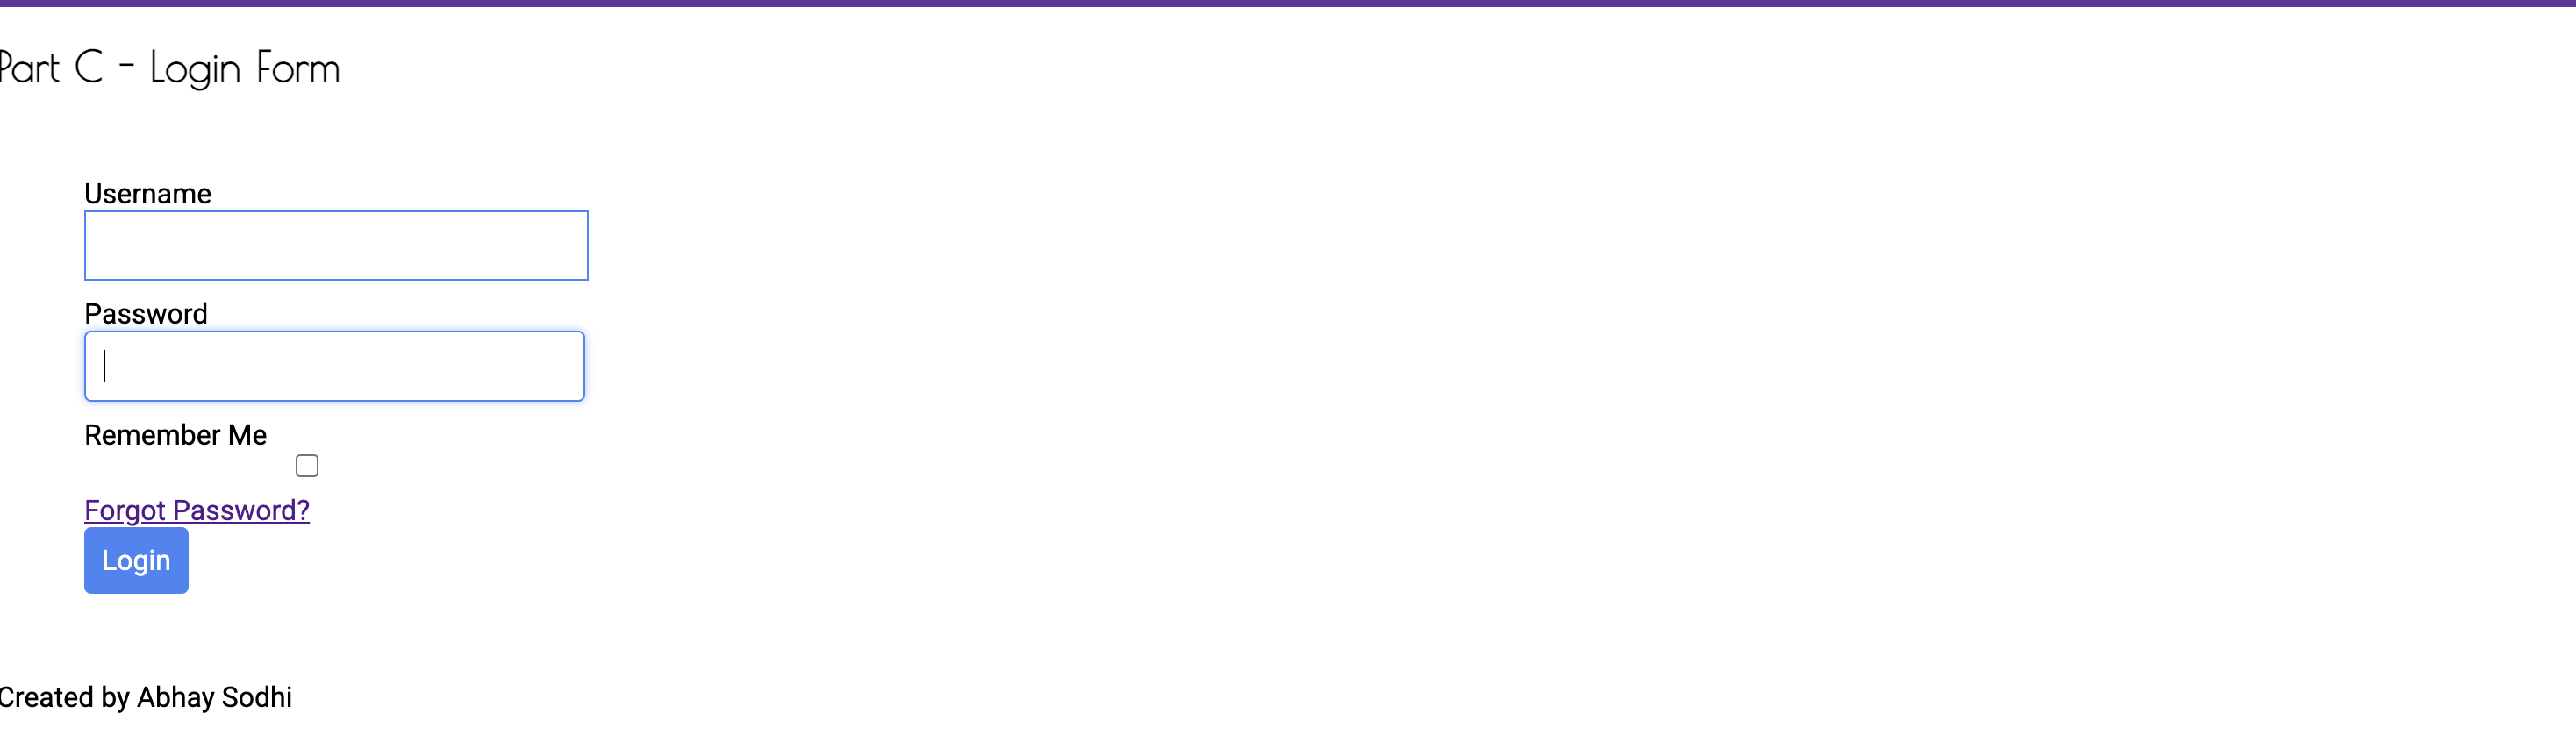 Part C - Login Form
Username
Password
Remember Me
Forgot Password?
Login
Created by Abhay Sodhi